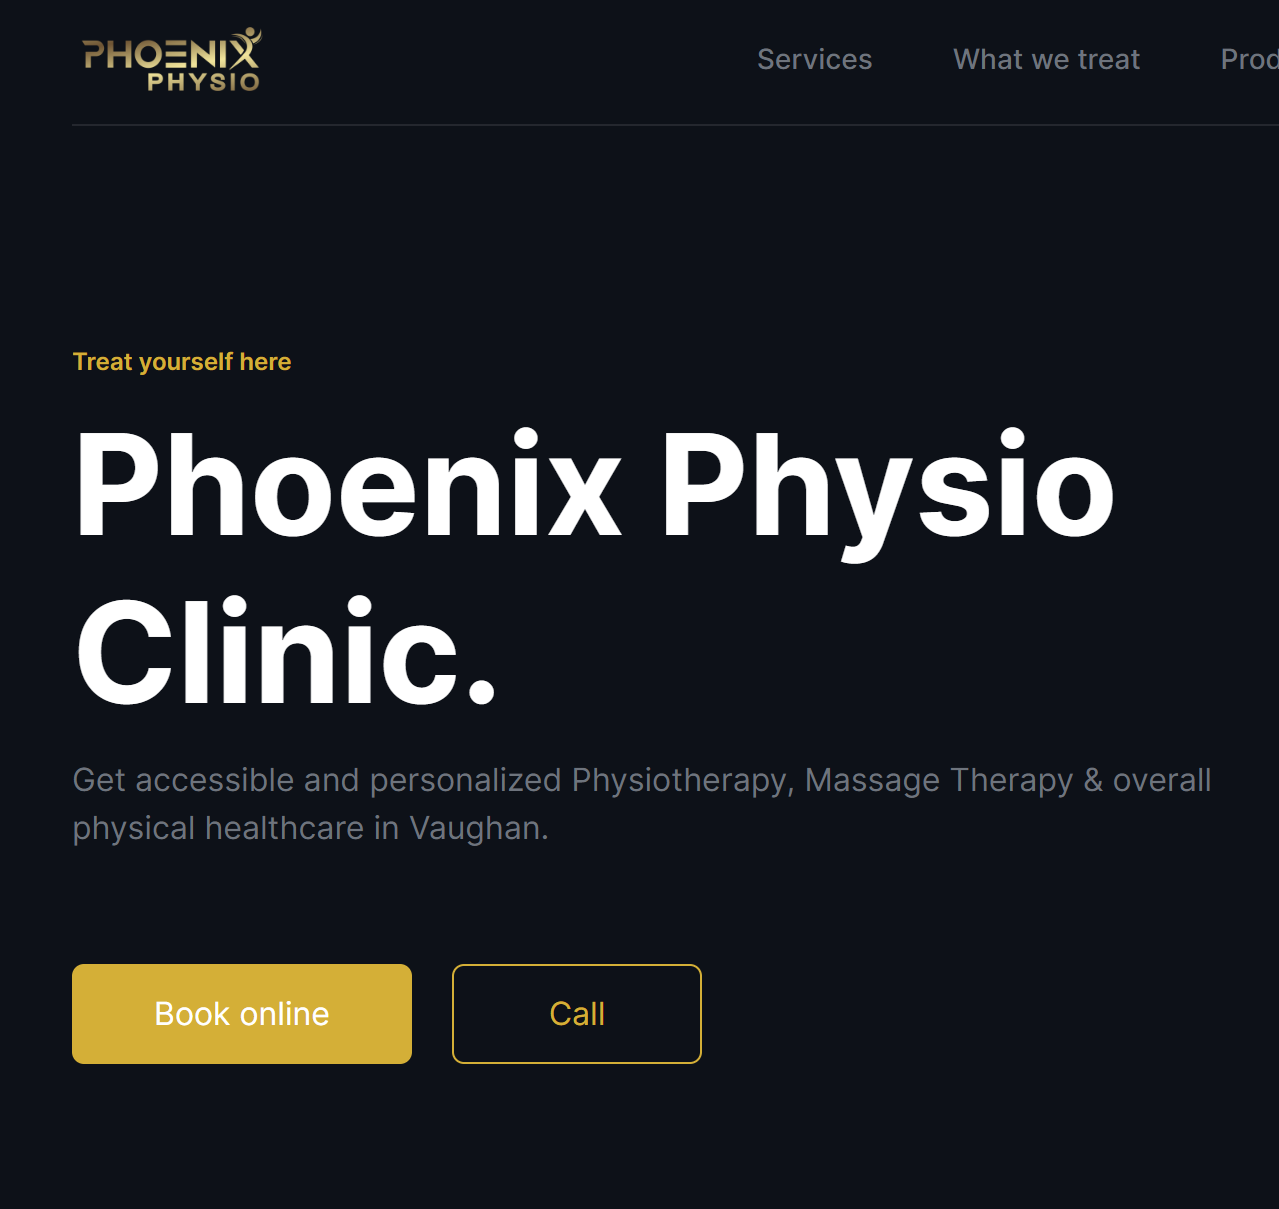 PHOENIX
PHYSIO
Services What we treat
Treat yourself here
Phoenix Physio
Clinic.
Get accessible and personalized Physiotherapy, Massage Therapy & overall
physical healthcare in Vaughan.
Book online Call